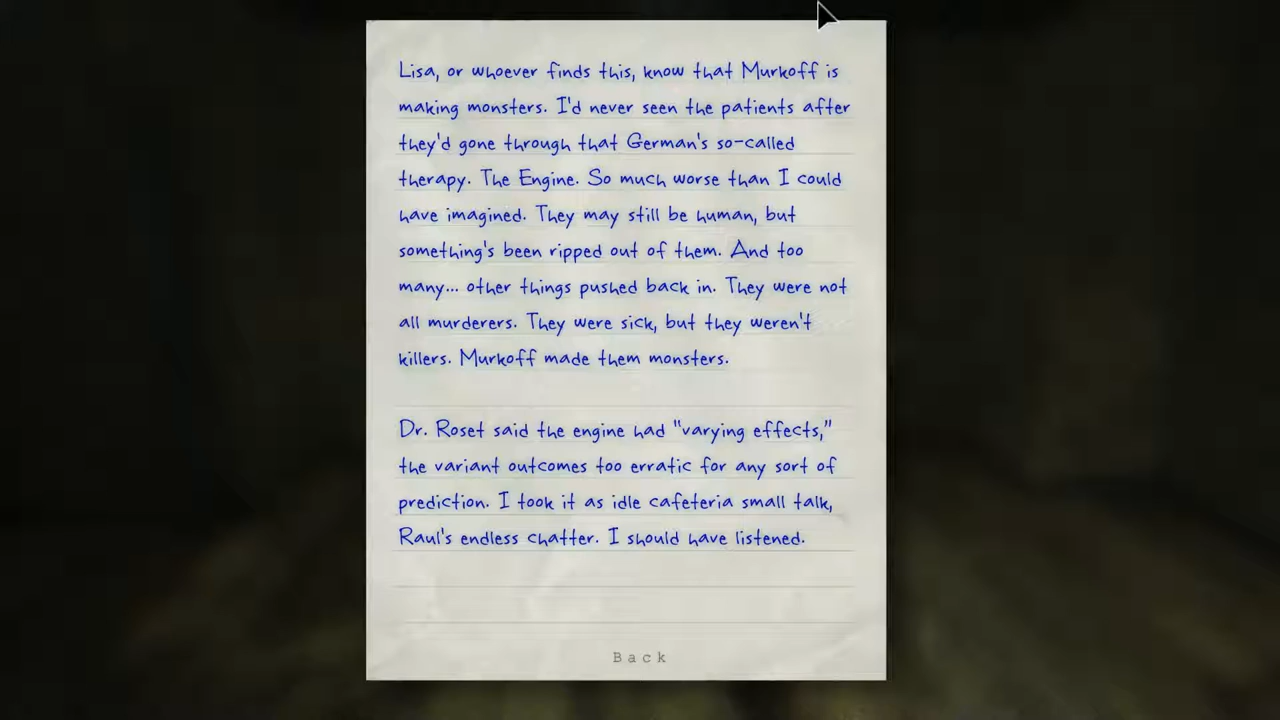 Lisa, or whoever finds this, know that Murkoff is
making monsters. I'd never seen the patients after
they'd gone through that German's so-called
therapy. The Engine. So much worse than I could
have imagined. They may still be human, but
something's been ripped out of them. And too
many... other things pushed back in. They were not
all murderers. They were sick, but they weren't
killers. Murkoff made them monsters.
Dr. Roset said the engine had "varying effects,"
the variant outcomes too erratic for any sort of
prediction. I took it as idle cafeteria small talk,
Raul's endless chatter. I should have listened.
Back